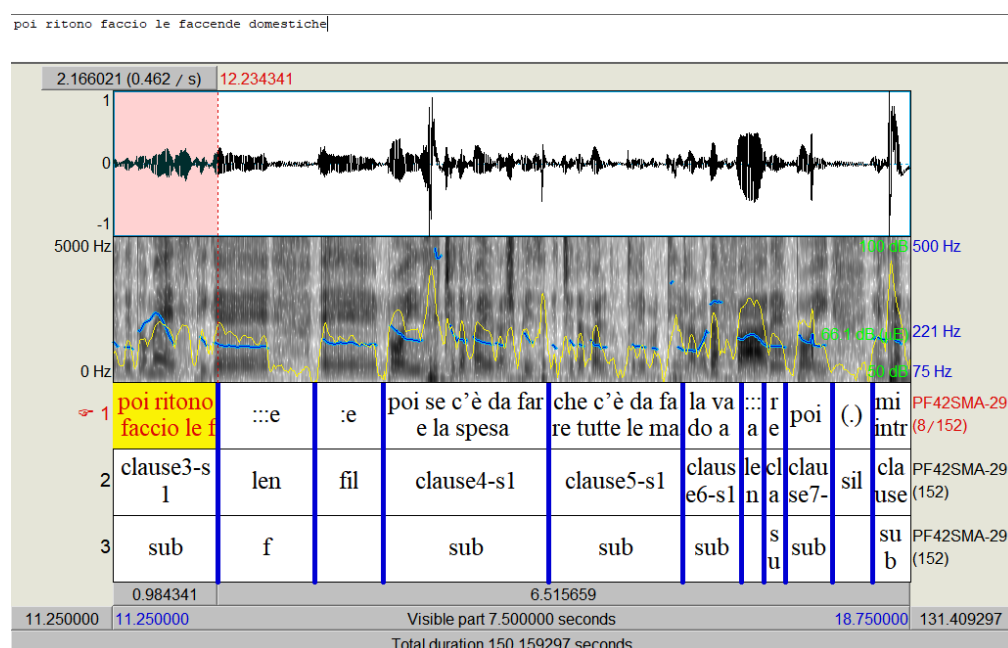 poi ritono faccio le faccende domestiche
2.166021 (0.462 / s) 12.234341
1
0
-1
5000 Hz 100 dB 500 Hz
221 Hz
0 Hz 50 dB 75 Hz
1 poi ritono faccio le f :::e :e poi se c'è da far e la spesa che c'è da fa re tutte le ma la va do a ::: a r e poi (.) mi intr PF42SMA-29 (8/152)
2 clause3-s 1 len fil clause4-s1 clause5-s1 claus e6-s1 le n cl a clau se7- sil cla use PF42SMA-29 (152)
3 sub f sub sub sub s u sub su b PF42SMA-29 (152)
0.984341 6.515659
11.250000 11.250000 Visible part 7.500000 seconds 18.750000 131.409297
Total duration 150.159297 seconds